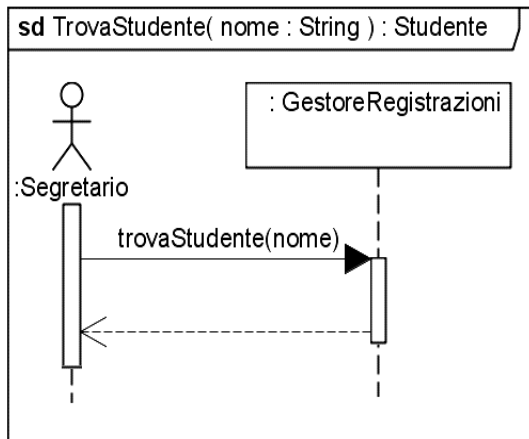 sd TrovaStudente( nome : String ) : Studente
: GestoreRegistrazioni
:Segretario
trovaStudente(nome)